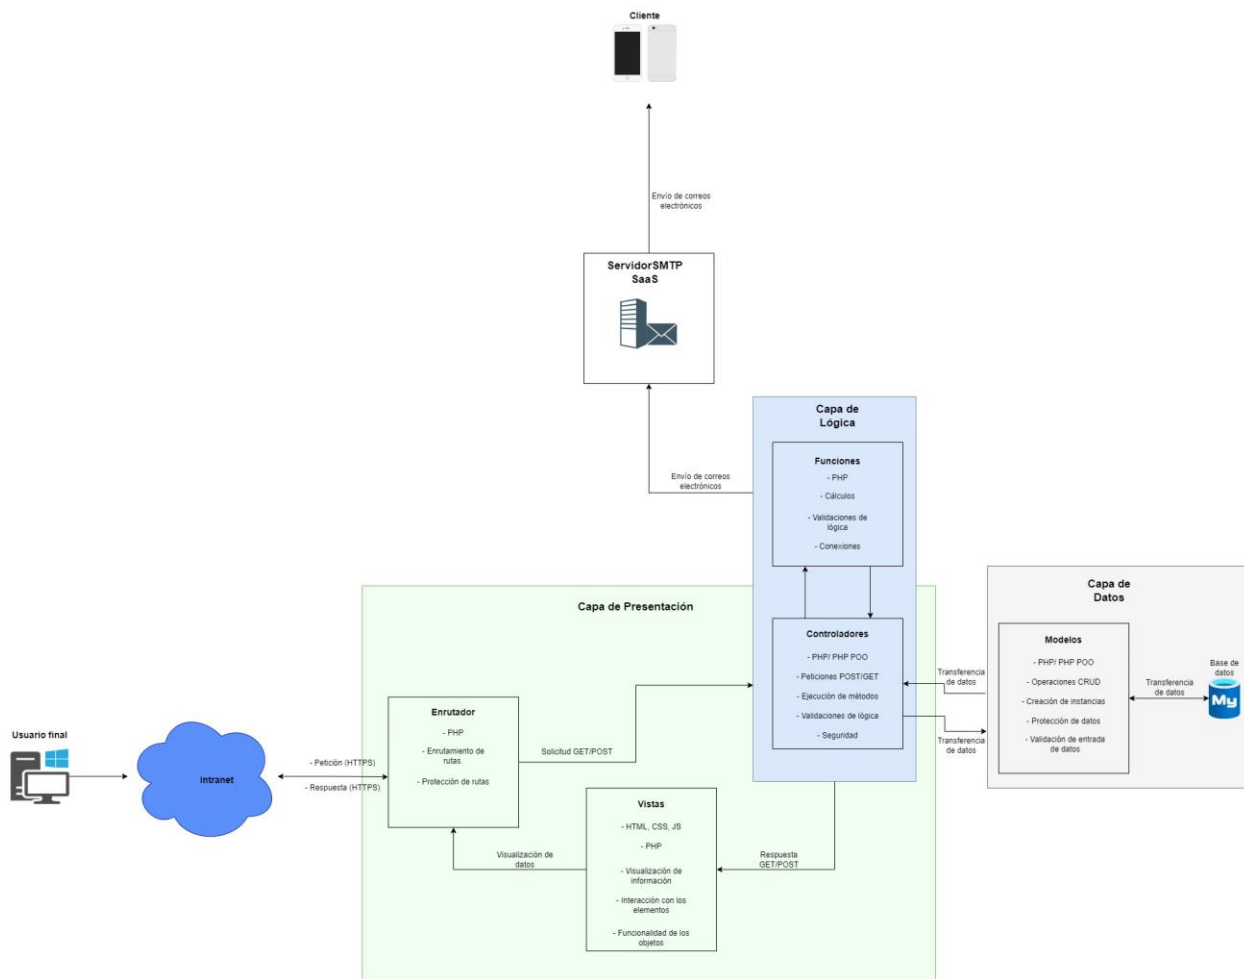 Cliente
Envío de correos
electrónicos
ServidorSMTP
SaaS
Envío de correos
electrónicos
Capa de
Lógica
Funciones
- PHP
- Cálculos
- Validaciones de
lógica
- Conexiones
Capa de Presentación
Controladores
- PHP/ PHP POO
- Peticiones POST/GET
- Ejecución de métodos
- Validaciones de lógica
- Seguridad
Transferencia
de datos
Transferencia
de datos
Capa de
Datos
Modelos
- PHP/ PHP POO
- Operaciones CRUD
- Creación de instancias
- Protección de datos
- Validación de entrada
de datos
Transferencia
de datos
Base de
datos
My
Usuario final
Intranet
- Petición (HTTPS)
- Respuesta (HTTPS)
Enrutador
- PHP
- Enrutamiento de
rutas.
- Protección de rutas
Solicitud GET/POST
Vistas
- HTML, CSS, JS
- PHP
- Visualización de
información
- Interacción con los
elementos
- Funcionalidad de los
objetos
Visualización de
datos
Respuesta
GET/POST